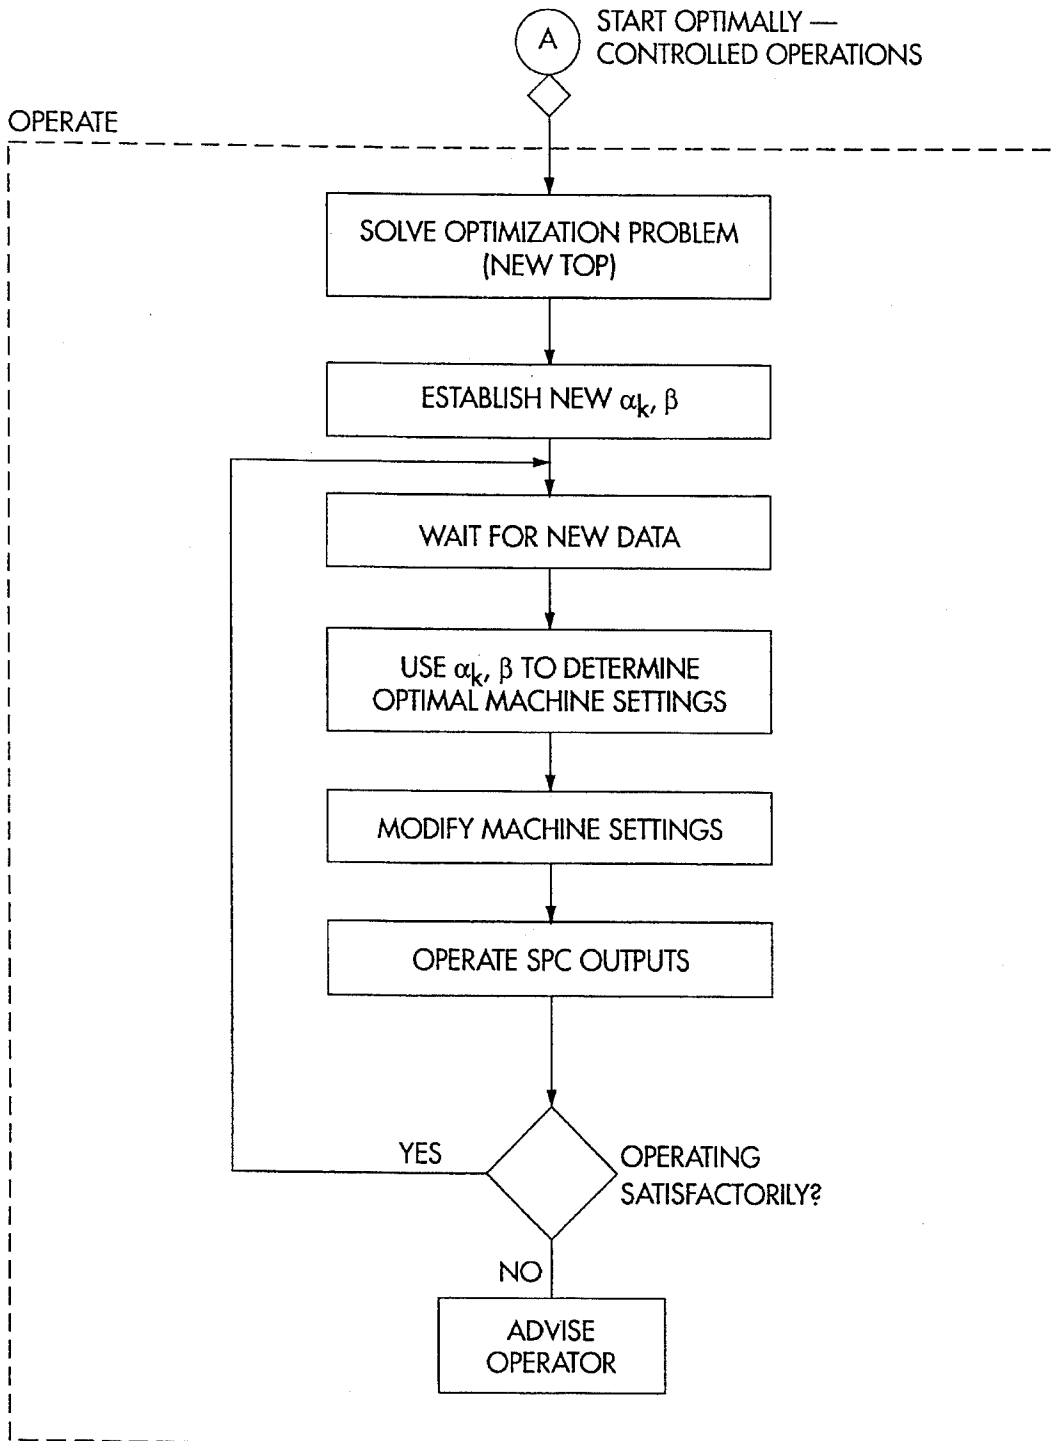 A
START OPTIMALLY —
CONTROLLED OPERATIONS
OPERATE
SOLVE OPTIMIZATION PROBLEM
(NEW TOP)
ESTABLISH NEW αk, β
WAIT FOR NEW DATA
USE αk, β TO DETERMINE
OPTIMAL MACHINE SETTINGS
MODIFY MACHINE SETTINGS
OPERATE SPC OUTPUTS
YES
OPERATING
SATISFACTORILY?
NO
ADVISE
OPERATOR